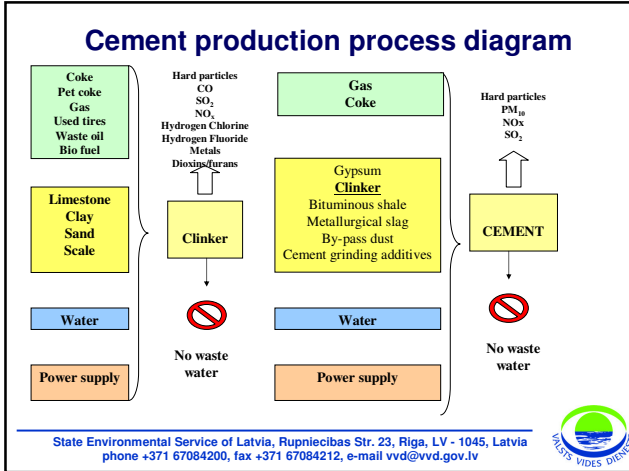 Cement production process diagram
Coke
Pet coke
Gas
Used tires
Waste oil
Bio fuel
Limestone
Clay
Sand
Scale
Water
Power supply
Hard particles
CO
SO₂
NOₓ
Hydrogen Chlorine
Hydrogen Fluoride
Metals
Dioxins/furans
Clinker
No waste
water
Gas
Coke
Gypsum
Clinker
Bituminous shale
Metallurgical slag
By-pass dust
Cement grinding additives
Water
Power supply
Hard particles
PM₁₀
NOx
SO₂
CEMENT
No waste
water
State Environmental Service of Latvia, Rupniecibas Str. 23, Riga, LV - 1045, Latvia
phone +371 67084200, fax +371 67084212, e-mail vvd@vvd.gov.lv
VALSTS VIDES DIENESTS